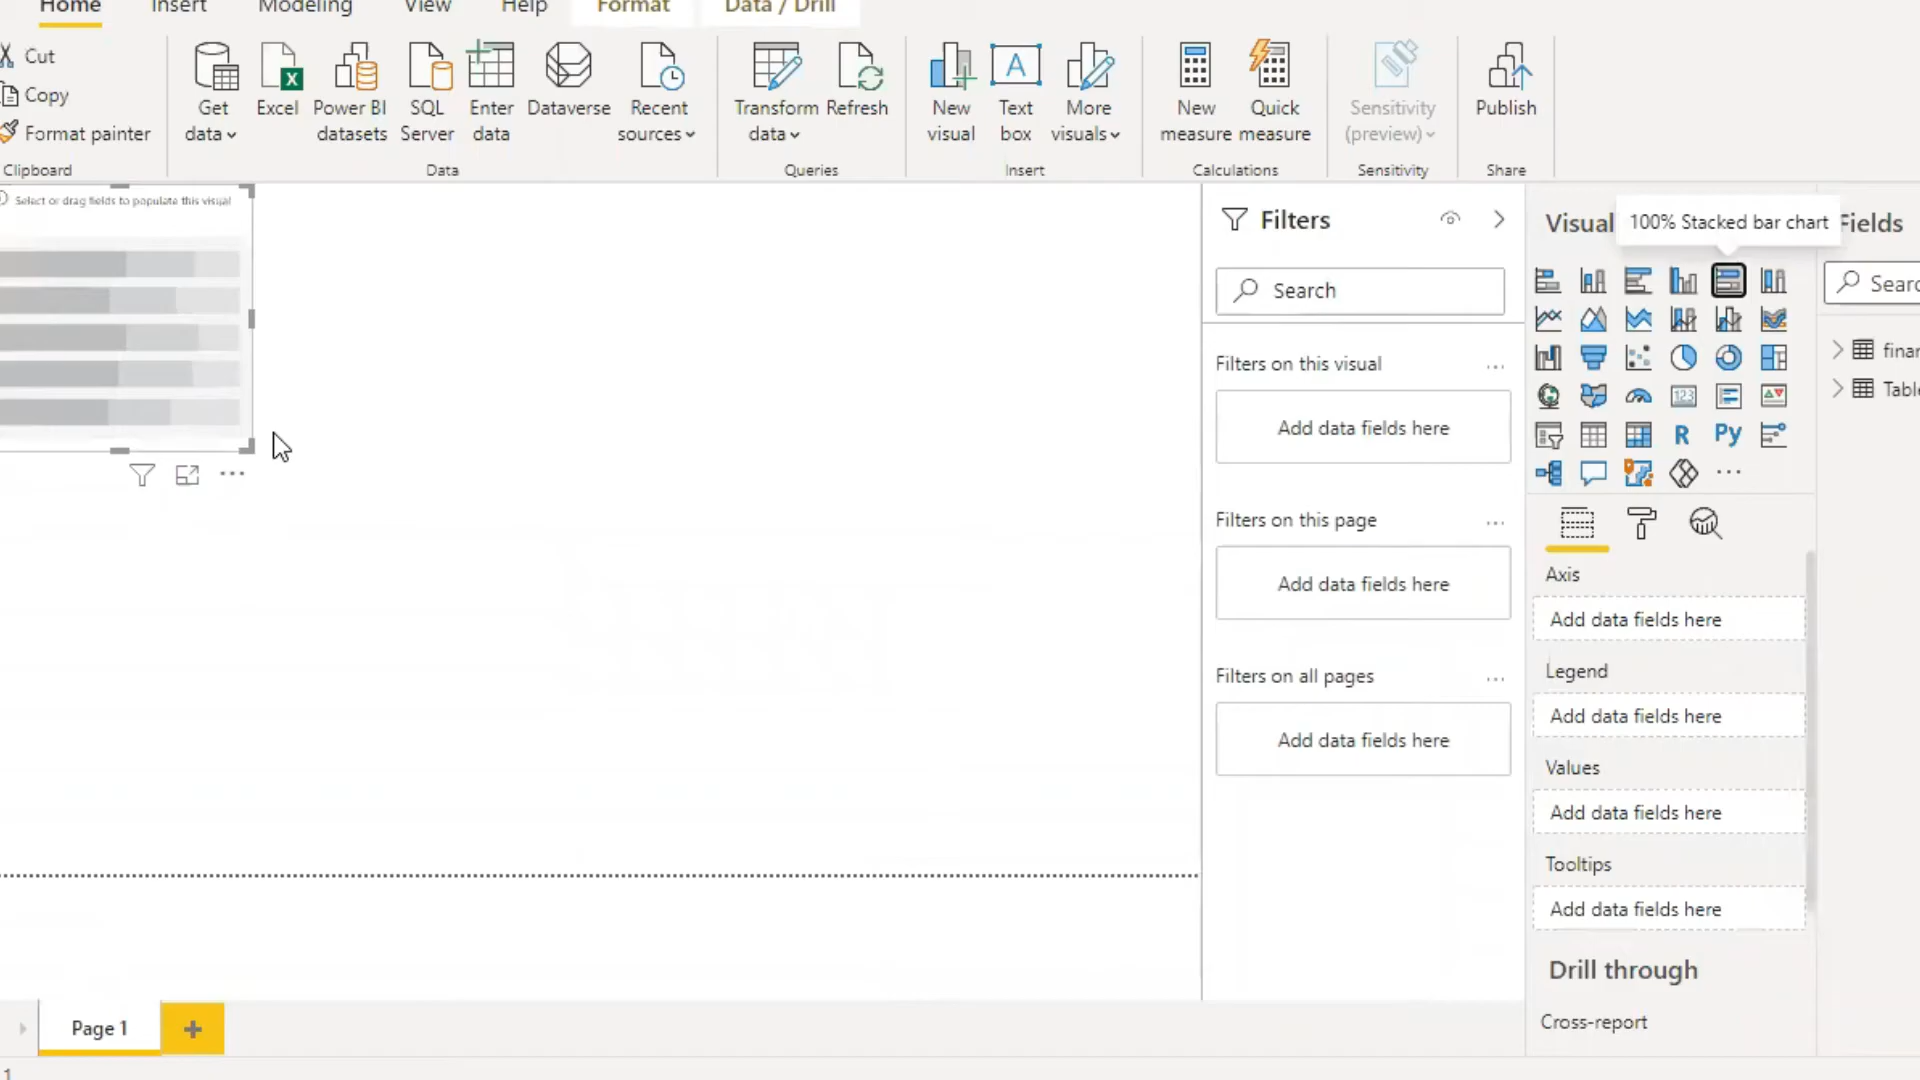 Home Insert Modeling View Help Format Data / Drill
Cut
Copy
Format painter
Get data
Excel
Power BI datasets
SQL Server
Enter data
Dataverse
Recent sources
Transform data
Refresh
New visual
Text box
More visuals
New measure
Quick measure
Sensitivity (preview)
Publish
Clipboard Data Queries Insert Calculations Sensitivity Share
Select or drag fields to populate this visual
Filters
Search
Filters on this visual
Add data fields here
Filters on this page
Add data fields here
Filters on all pages
Add data fields here
Visual
100% Stacked bar chart
Fields
Searc
123
R
Py
finar
Table
Axis
Add data fields here
Legend
Add data fields here
Values
Add data fields here
Tooltips
Add data fields here
Drill through
Cross-report
Page 1
1